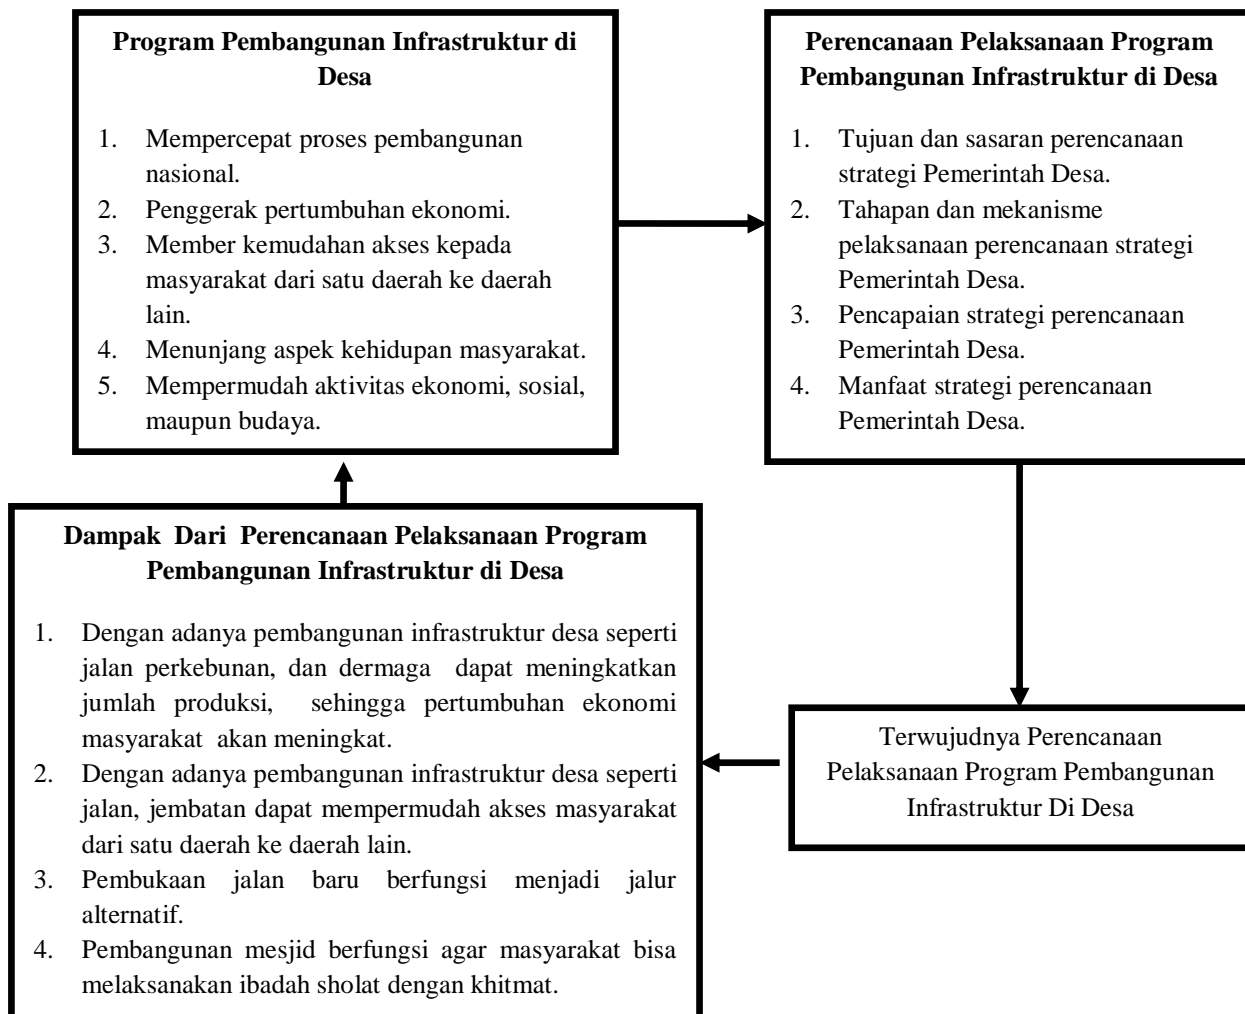 Program Pembangunan Infrastruktur di
Desa
1. Mempercepat proses pembangunan
nasional.
2. Penggerak pertumbuhan ekonomi.
3. Member kemudahan akses kepada
masyarakat dari satu daerah ke daerah
lain.
4. Menunjang aspek kehidupan masyarakat.
5. Mempermudah aktivitas ekonomi, sosial,
maupun budaya.
Perencanaan Pelaksanaan Program
Pembangunan Infrastruktur di Desa
1. Tujuan dan sasaran perencanaan
strategi Pemerintah Desa.
2. Tahapan dan mekanisme
pelaksanaan perencanaan strategi
Pemerintah Desa.
3. Pencapaian strategi perencanaan
Pemerintah Desa.
4. Manfaat strategi perencanaan
Pemerintah Desa.
Terwujudnya Perencanaan
Pelaksanaan Program Pembangunan
Infrastruktur Di Desa
Dampak Dari Perencanaan Pelaksanaan Program
Pembangunan Infrastruktur di Desa
1. Dengan adanya pembangunan infrastruktur desa seperti
jalan perkebunan, dan dermaga dapat meningkatkan
jumlah produksi, sehingga pertumbuhan ekonomi
masyarakat akan meningkat.
2. Dengan adanya pembangunan infrastruktur desa seperti
jalan, jembatan dapat mempermudah akses masyarakat
dari satu daerah ke daerah lain.
3. Pembukaan jalan baru berfungsi menjadi jalur
alternatif.
4. Pembangunan mesjid berfungsi agar masyarakat bisa
melaksanakan ibadah sholat dengan khitmat.